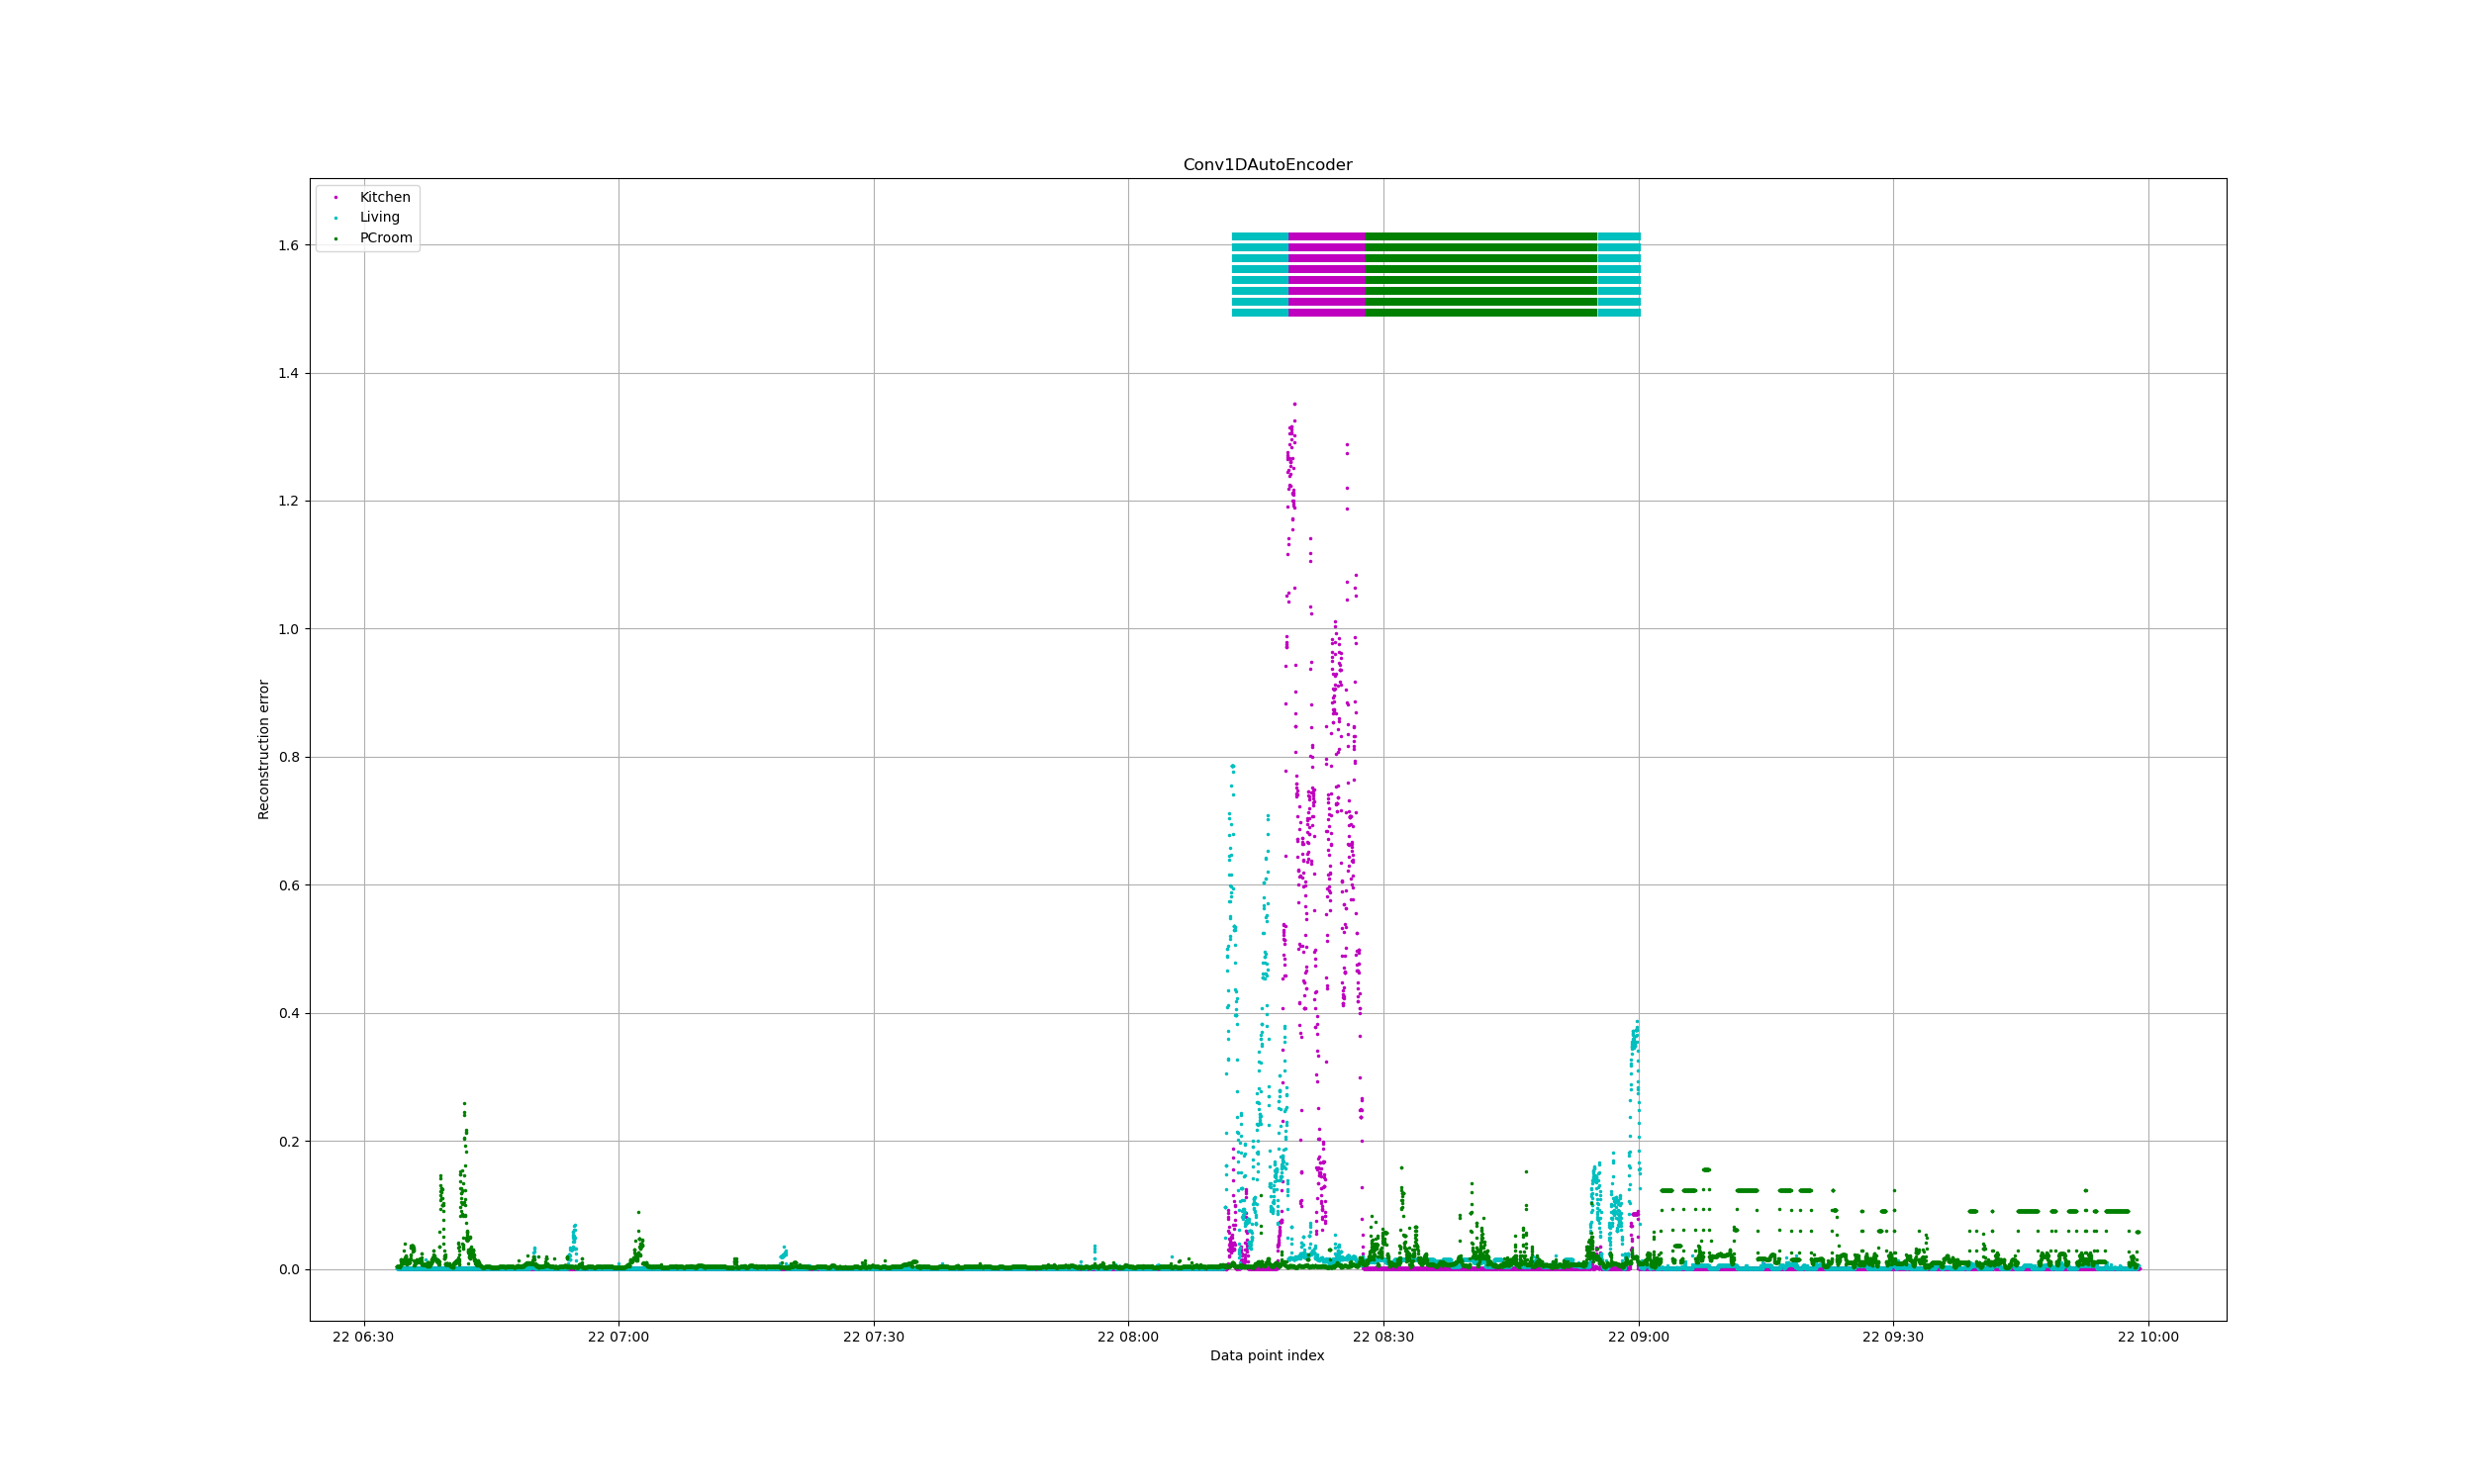 Conv1DAutoEncoder
Kitchen
Living
PCroom
1.6
1.4
1.2
1.0
0.8
0.6
0.4
0.2
0.0
Reconstruction error
22 06:30
22 07:00
22 07:30
22 08:00
22 08:30
22 09:00
22 09:30
22 10:00
Data point index